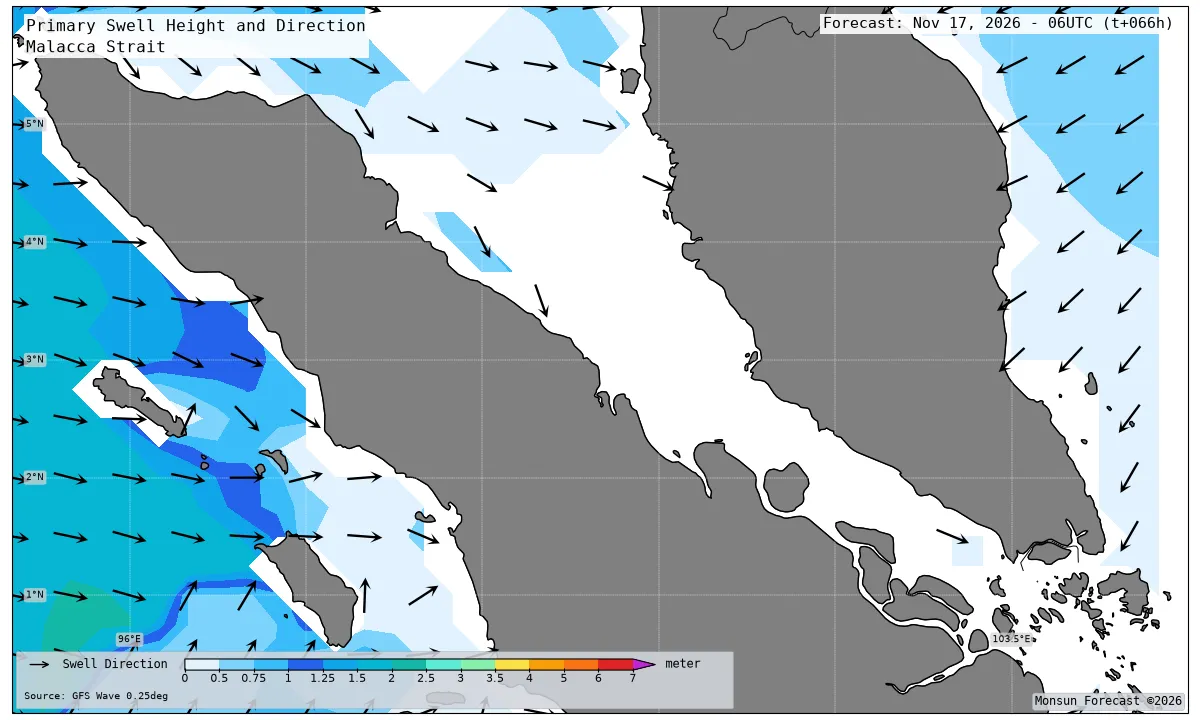 Primary Swell Height and Direction
Malacca Strait
Forecast: Nov 17, 2026 - 06UTC (t+066h)
5°N
4°N
3°N
2°N
1°N
96°E
103.5°E
Swell Direction
meter
0 0.5 0.75 1 1.25 1.5 2 2.5 3 3.5 4 5 6 7
Source: GFS Wave 0.25deg
Monsun Forecast ©2026